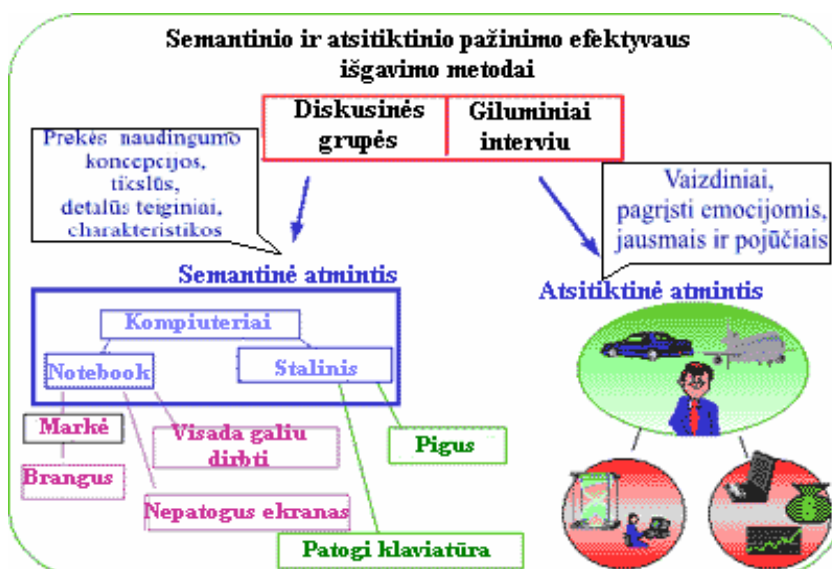 Semantinio ir atsitiktinio pažinimo efektyvaus
išgavimo metodai
Diskusinės
grupės
Giluminiai
interviu
Prekės naudingumo
koncepcijos,
tikslūs,
detalūs teiginiai,
charakteristikos
Vaizdiniai,
pagrįsti emocijomis,
jausmais ir pojūčiais
Semantinė atmintis
Atsitiktinė atmintis
Kompiuteriai
Notebook
Stalinis
Markė
Visada galiu
dirbti
Pigus
Brangus
Nepatogus ekranas
Patogi klaviatūra